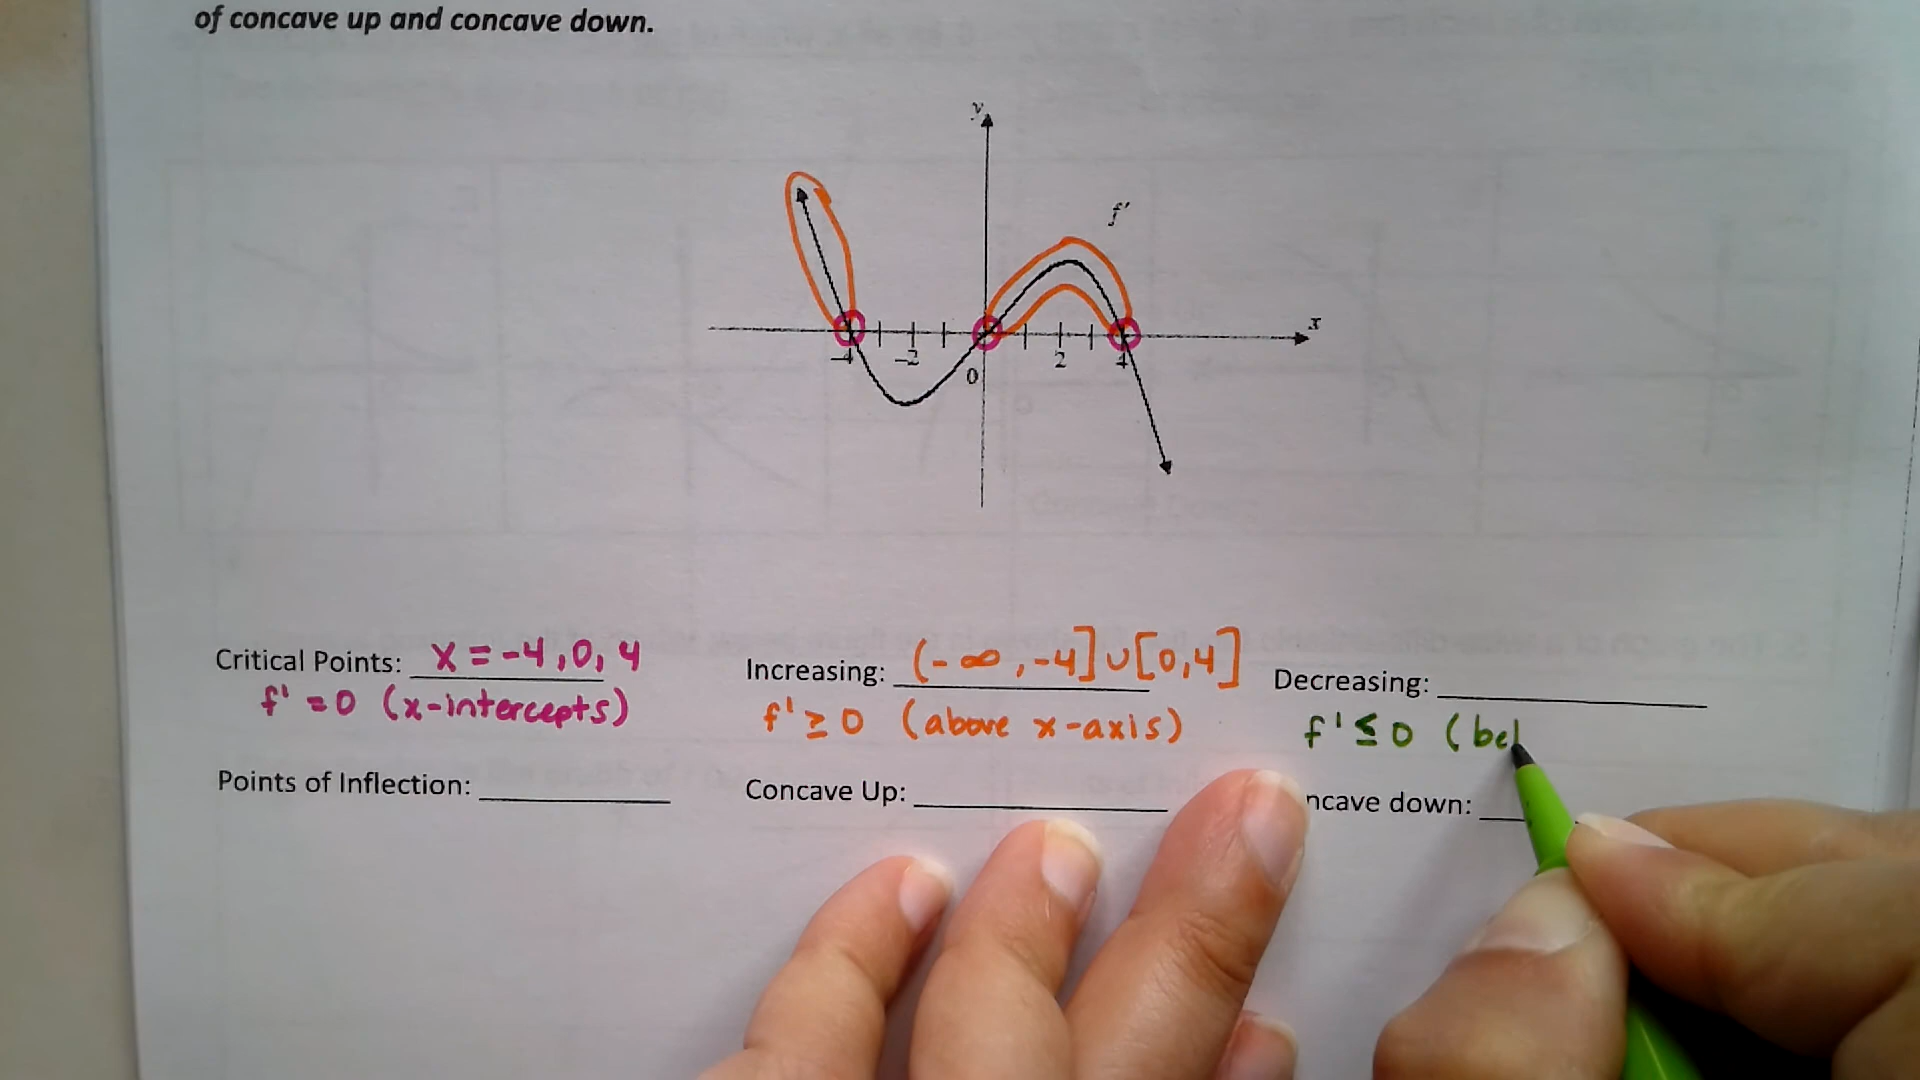 of concave up and concave down.
y
f'
x
-4
-2
0
2
4
Critical Points: x = -4, 0, 4
f' = 0 (x-intercepts)
Increasing: (-∞, -4] ∪ [0, 4]
f' ≥ 0 (above x-axis)
Decreasing:
f' ≤ 0 (bel
Points of Inflection:
Concave Up:
ncave down: